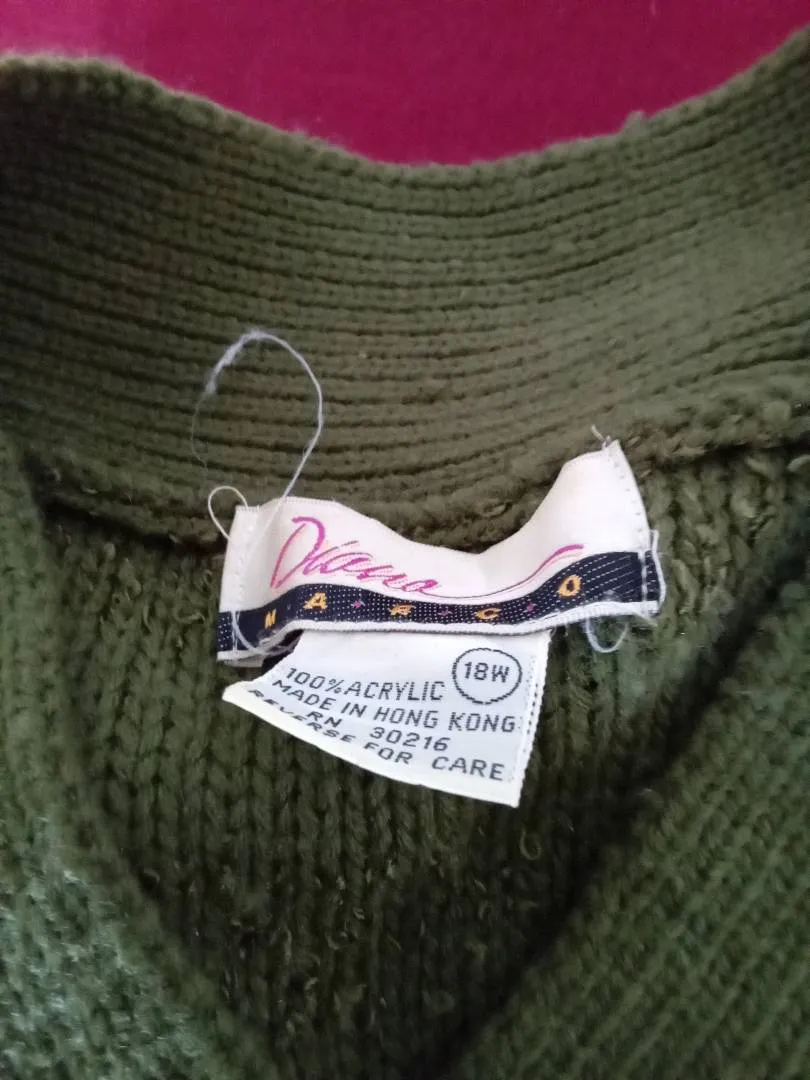 Diana
MARCO
18W
100% ACRYLIC
MADE IN HONG KONG
RN 30216
REVERSE FOR CARE